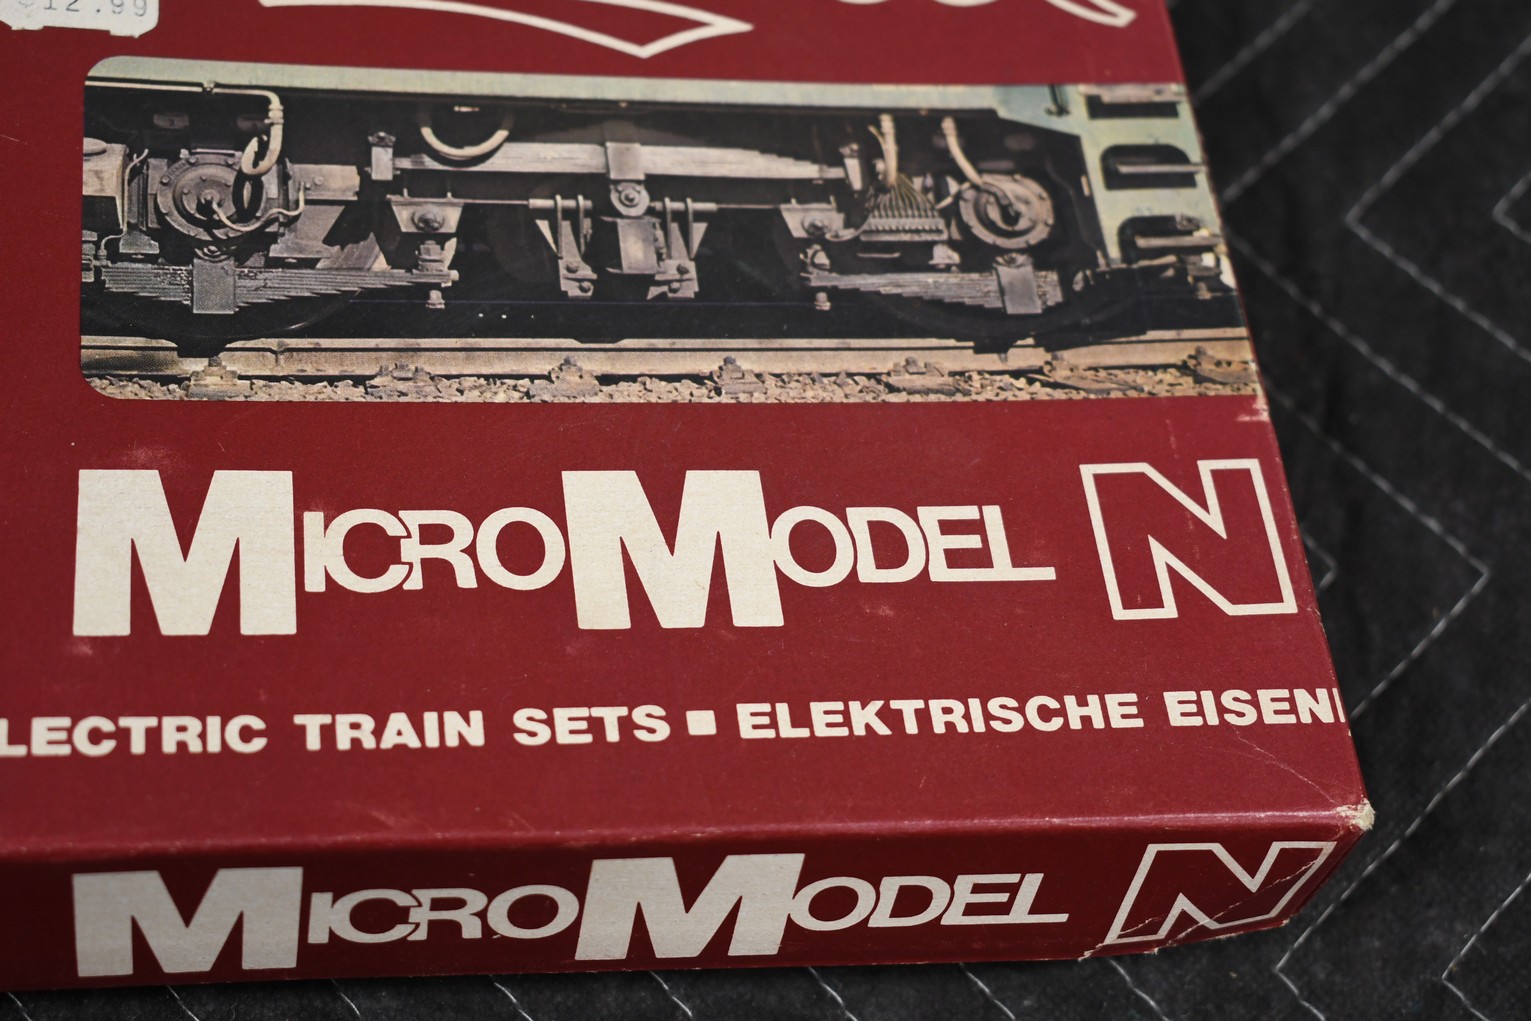 $12.99
MICROMODEL N
LECTRIC TRAIN SETS ■ ELEKTRISCHE EISEN
MICROMODEL N